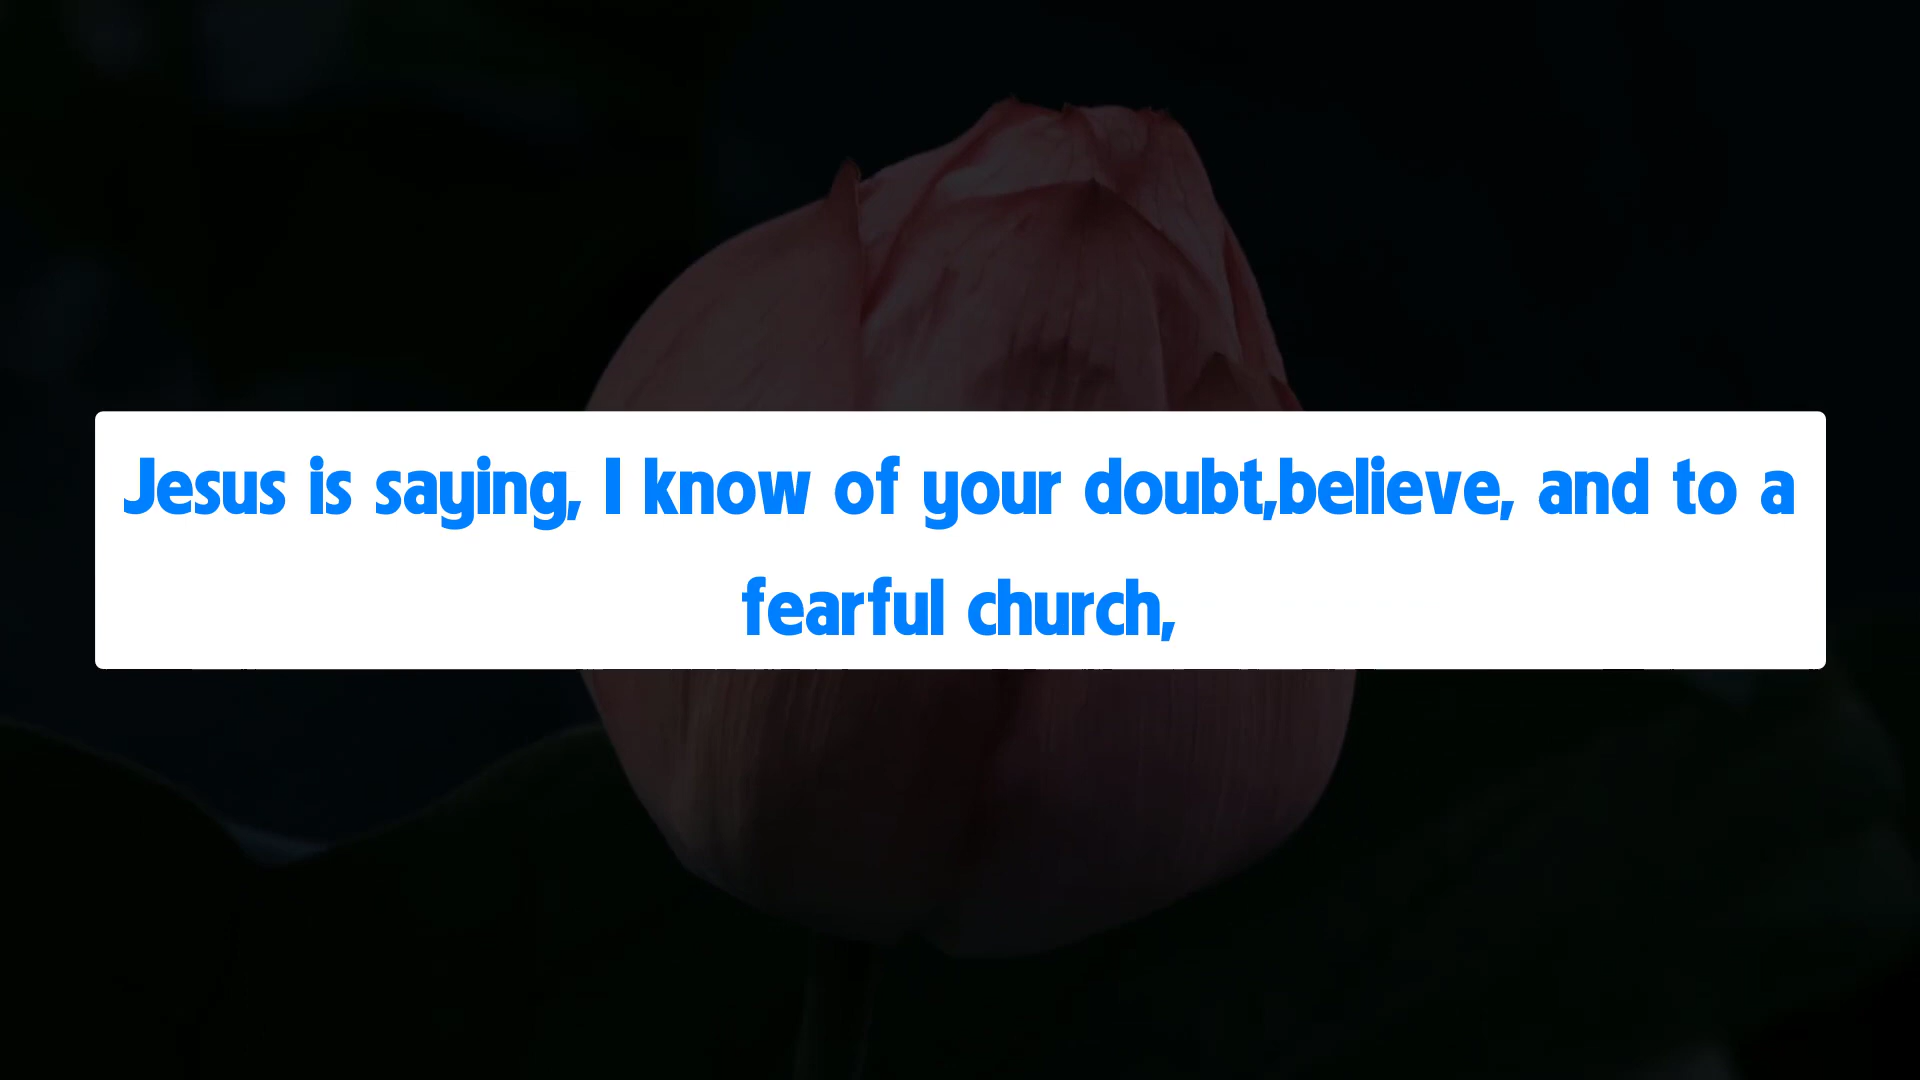 Jesus is saying, I know of your doubt,believe, and to a
fearful church,